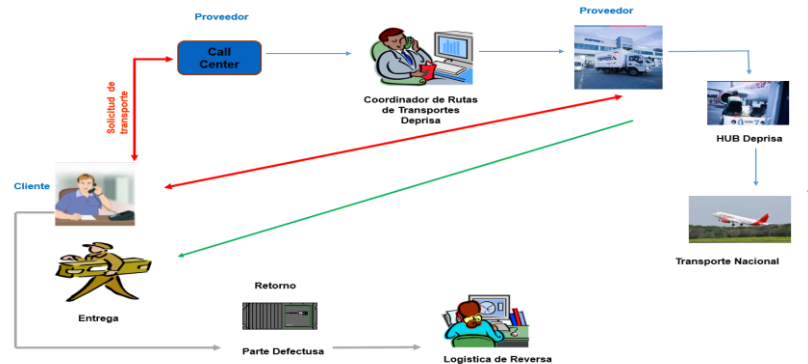 Proveedor
Proveedor
Call
Center
Solicitud de
transporte
Coordinador de Rutas
de Transportes
Deprisa
HUB Deprisa
Cliente
Transporte Nacional
Entrega
Retorno
Parte Defectusa
Logistica de Reversa